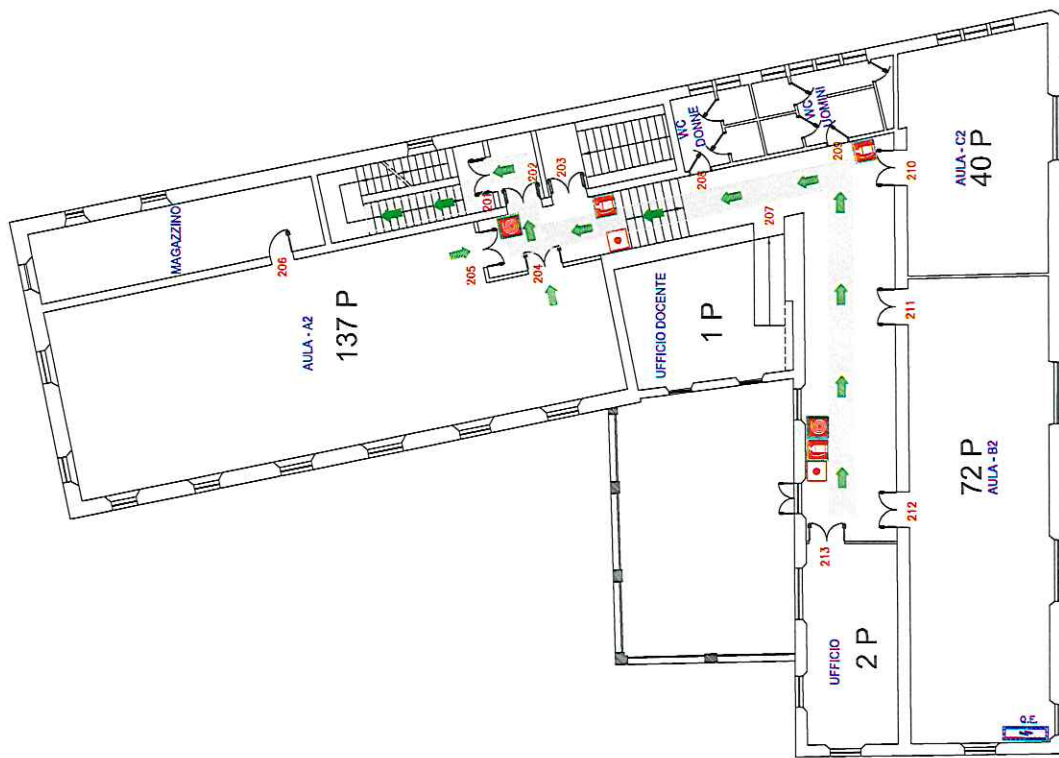 MAGAZZINO
206
AULA - A2
137 P
205
204
201
202
203
WC
DONNE
208
WC
UOMINI
209
210
AULA - C2
40 P
207
UFFICIO DOCENTE
1 P
211
72 P
AULA - B2
212
213
UFFICIO
2 P
Q.E.